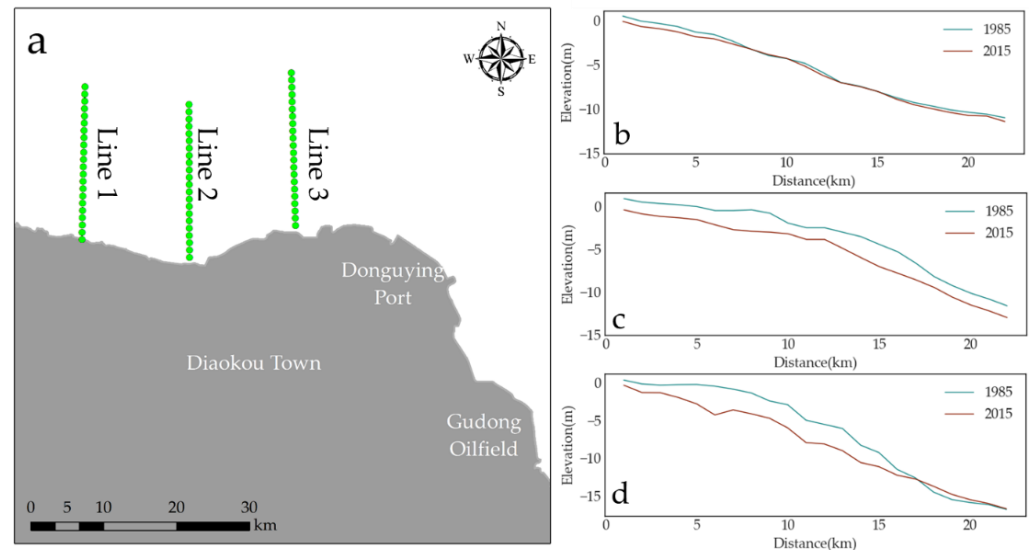 a
N
W E
S
Line 1
Line 2
Line 3
Donguying
Port
Diaokou Town
Gudong
Oilfield
0 5 10 20 30
km
b
Elevation(m)
0
−5
−10
−15
0 5 10 15 20
Distance(km)
1985
2015
c
Elevation(m)
0
−5
−10
−15
0 5 10 15 20
Distance(km)
1985
2015
d
Elevation(m)
0
−5
−10
−15
0 5 10 15 20
Distance(km)
1985
2015